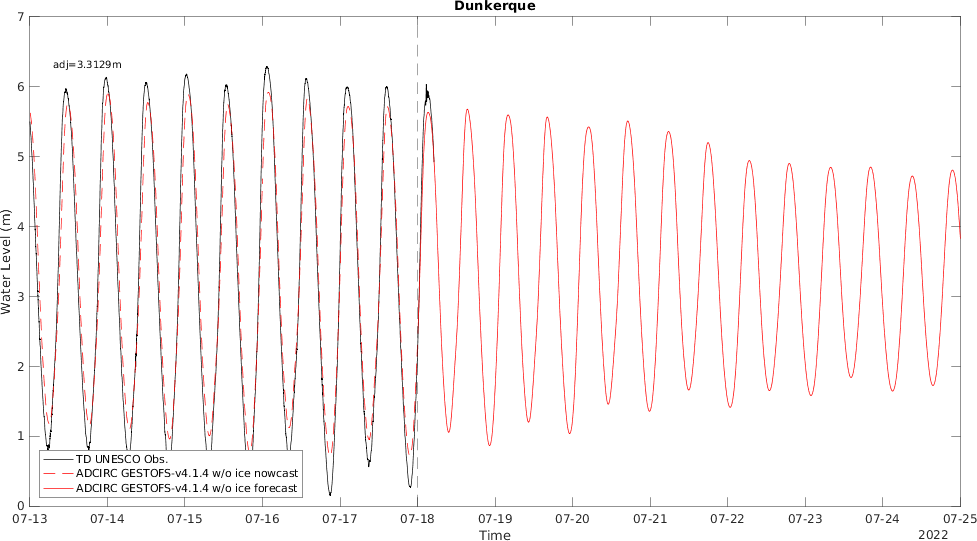 Dunkerque
adj=3.3129m
7
6
5
4
3
2
1
0
Water Level (m)
TD UNESCO Obs.
ADCIRC GESTOFS-v4.1.4 w/o ice nowcast
ADCIRC GESTOFS-v4.1.4 w/o ice forecast
07-13 07-14 07-15 07-16 07-17 07-18 07-19 07-20 07-21 07-22 07-23 07-24 07-25
Time
2022